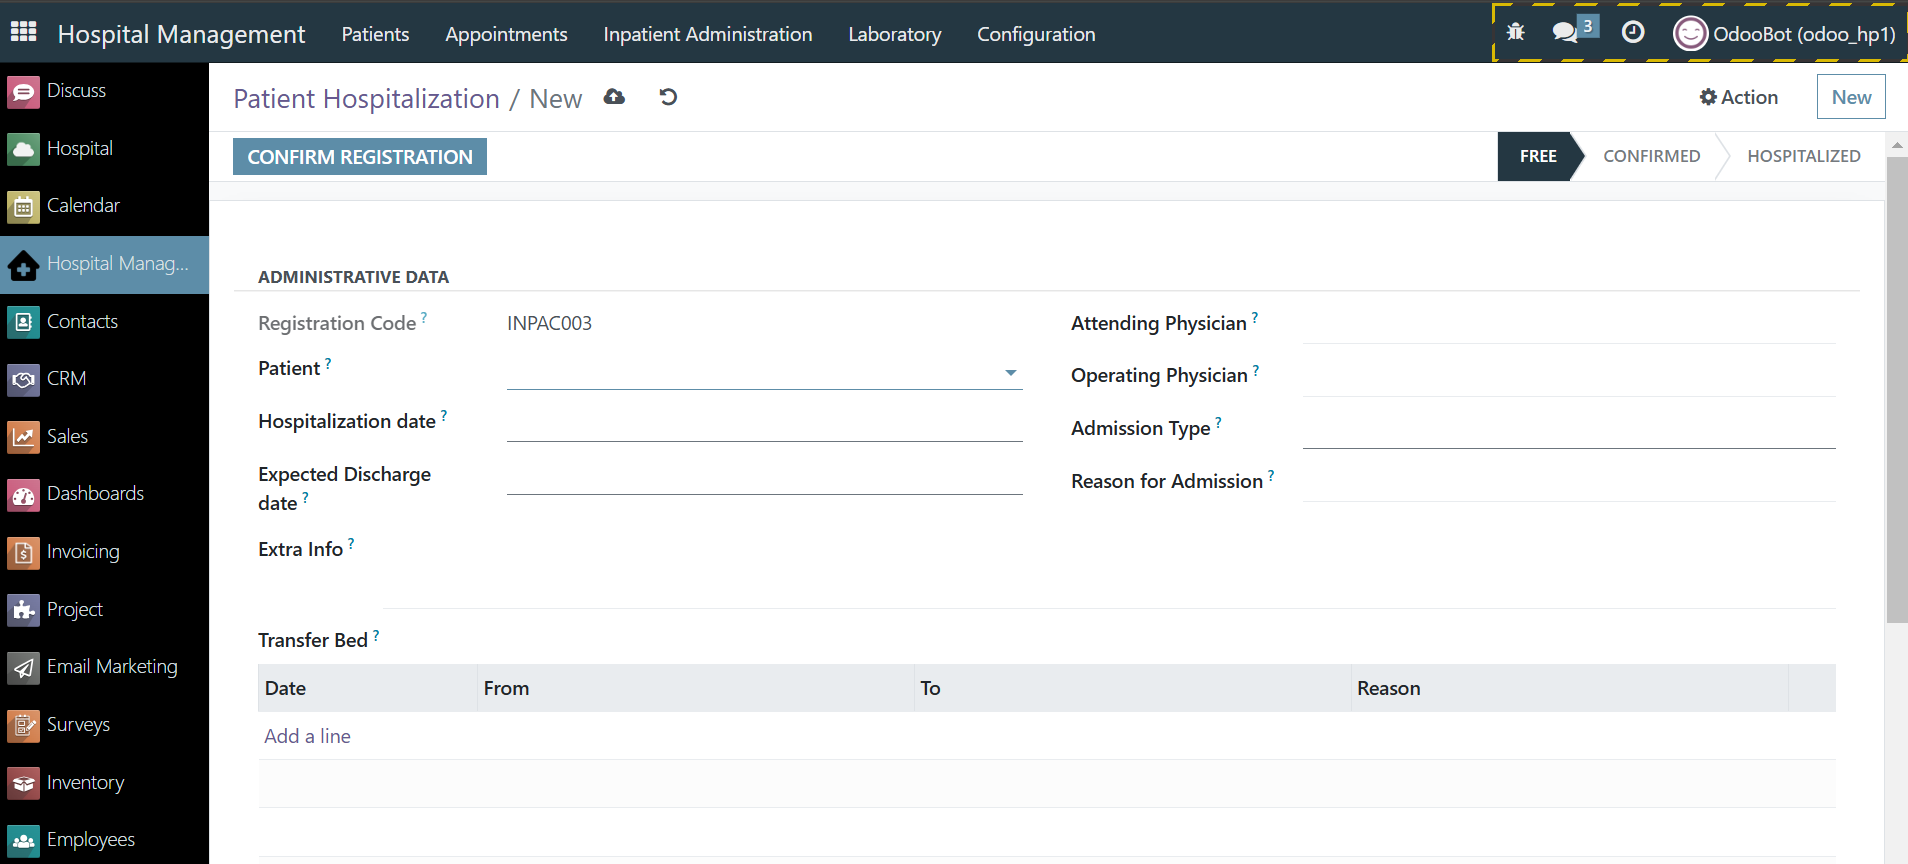 Hospital Management Patients Appointments Inpatient Administration Laboratory Configuration 3 OdooBot (odoo_hp1)
Discuss
Hospital
Calendar
Hospital Manag...
Contacts
CRM
Sales
Dashboards
Invoicing
Project
Email Marketing
Surveys
Inventory
Employees
Patient Hospitalization / New
Action
New
CONFIRM REGISTRATION
FREE CONFIRMED HOSPITALIZED
ADMINISTRATIVE DATA
Registration Code ? INPAC003
Patient ?
Hospitalization date ?
Expected Discharge
date ?
Extra Info ?
Attending Physician ?
Operating Physician ?
Admission Type ?
Reason for Admission ?
Transfer Bed ?
Date From To Reason
Add a line